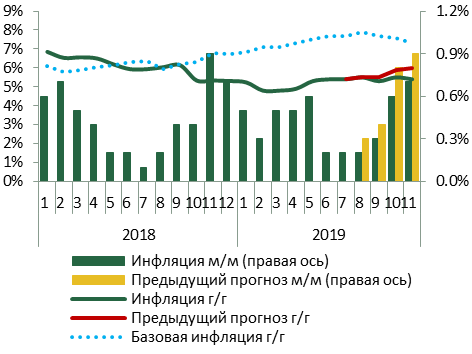 9% 1.2%
8%
7% 0.9%
6%
5% 0.6%
4%
3% 0.3%
2%
1%
0% 0.0%
1 2 3 4 5 6 7 8 9 10 11 12 1 2 3 4 5 6 7 8 9 10 11
2018 2019
Инфляция м/м (правая ось)
Предыдущий прогноз м/м (правая ось)
Инфляция г/г
Предыдущий прогноз г/г
Базовая инфляция г/г